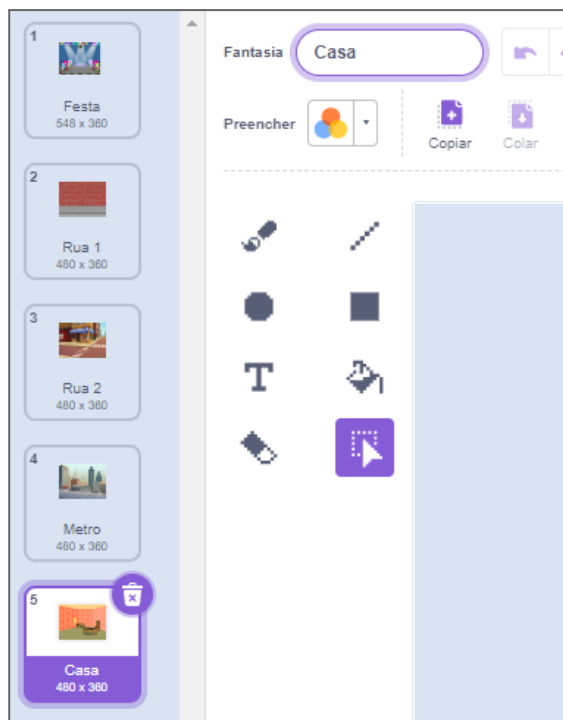 1
Festa
548 x 360
2
Rua 1
480 x 360
3
Rua 2
480 x 360
4
Metro
480 x 360
5
Casa
480 x 360
Fantasia
Casa
Preencher
Copiar
Colar
T